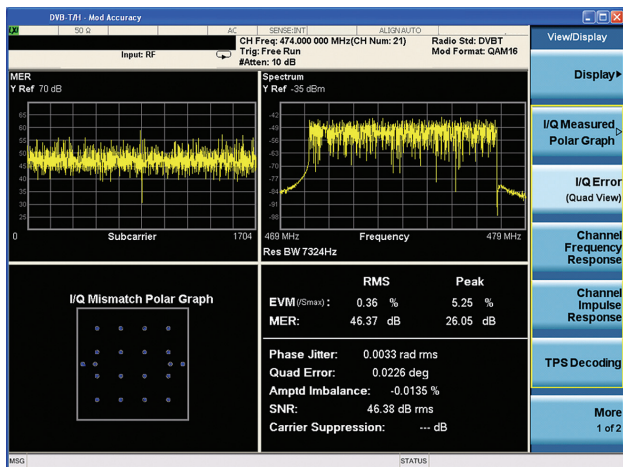 DVB-T/H - Mod Accuracy
50 Ω AC SENSE:INT ALIGN AUTO
CH Freq: 474.000 000 MHz(CH Num: 21) Radio Std: DVBT
Input: RF Trig: Free Run Mod Format: QAM16
#Atten: 10 dB
View/Display
Display
I/Q Measured Polar Graph
I/Q Error
(Quad View)
Channel Frequency Response
Channel Impulse Response
TPS Decoding
More
1 of 2
MER
Y Ref 70 dB
65
60
55
50
45
40
35
30
25
0 Subcarrier 1704
Spectrum
Y Ref -35 dBm
-42
-49
-56
-63
-70
-77
-84
-91
-98
469 MHz Frequency 479 MHz
Res BW 7324Hz
I/Q Mismatch Polar Graph
RMS Peak
EVM(/Smax) : 0.36 % 5.25 %
MER: 46.37 dB 26.05 dB
Phase Jitter: 0.0033 rad rms
Quad Error: 0.0226 deg
Amptd Imbalance: -0.0135 %
SNR: 46.38 dB rms
Carrier Suppression: --- dB
MSG STATUS